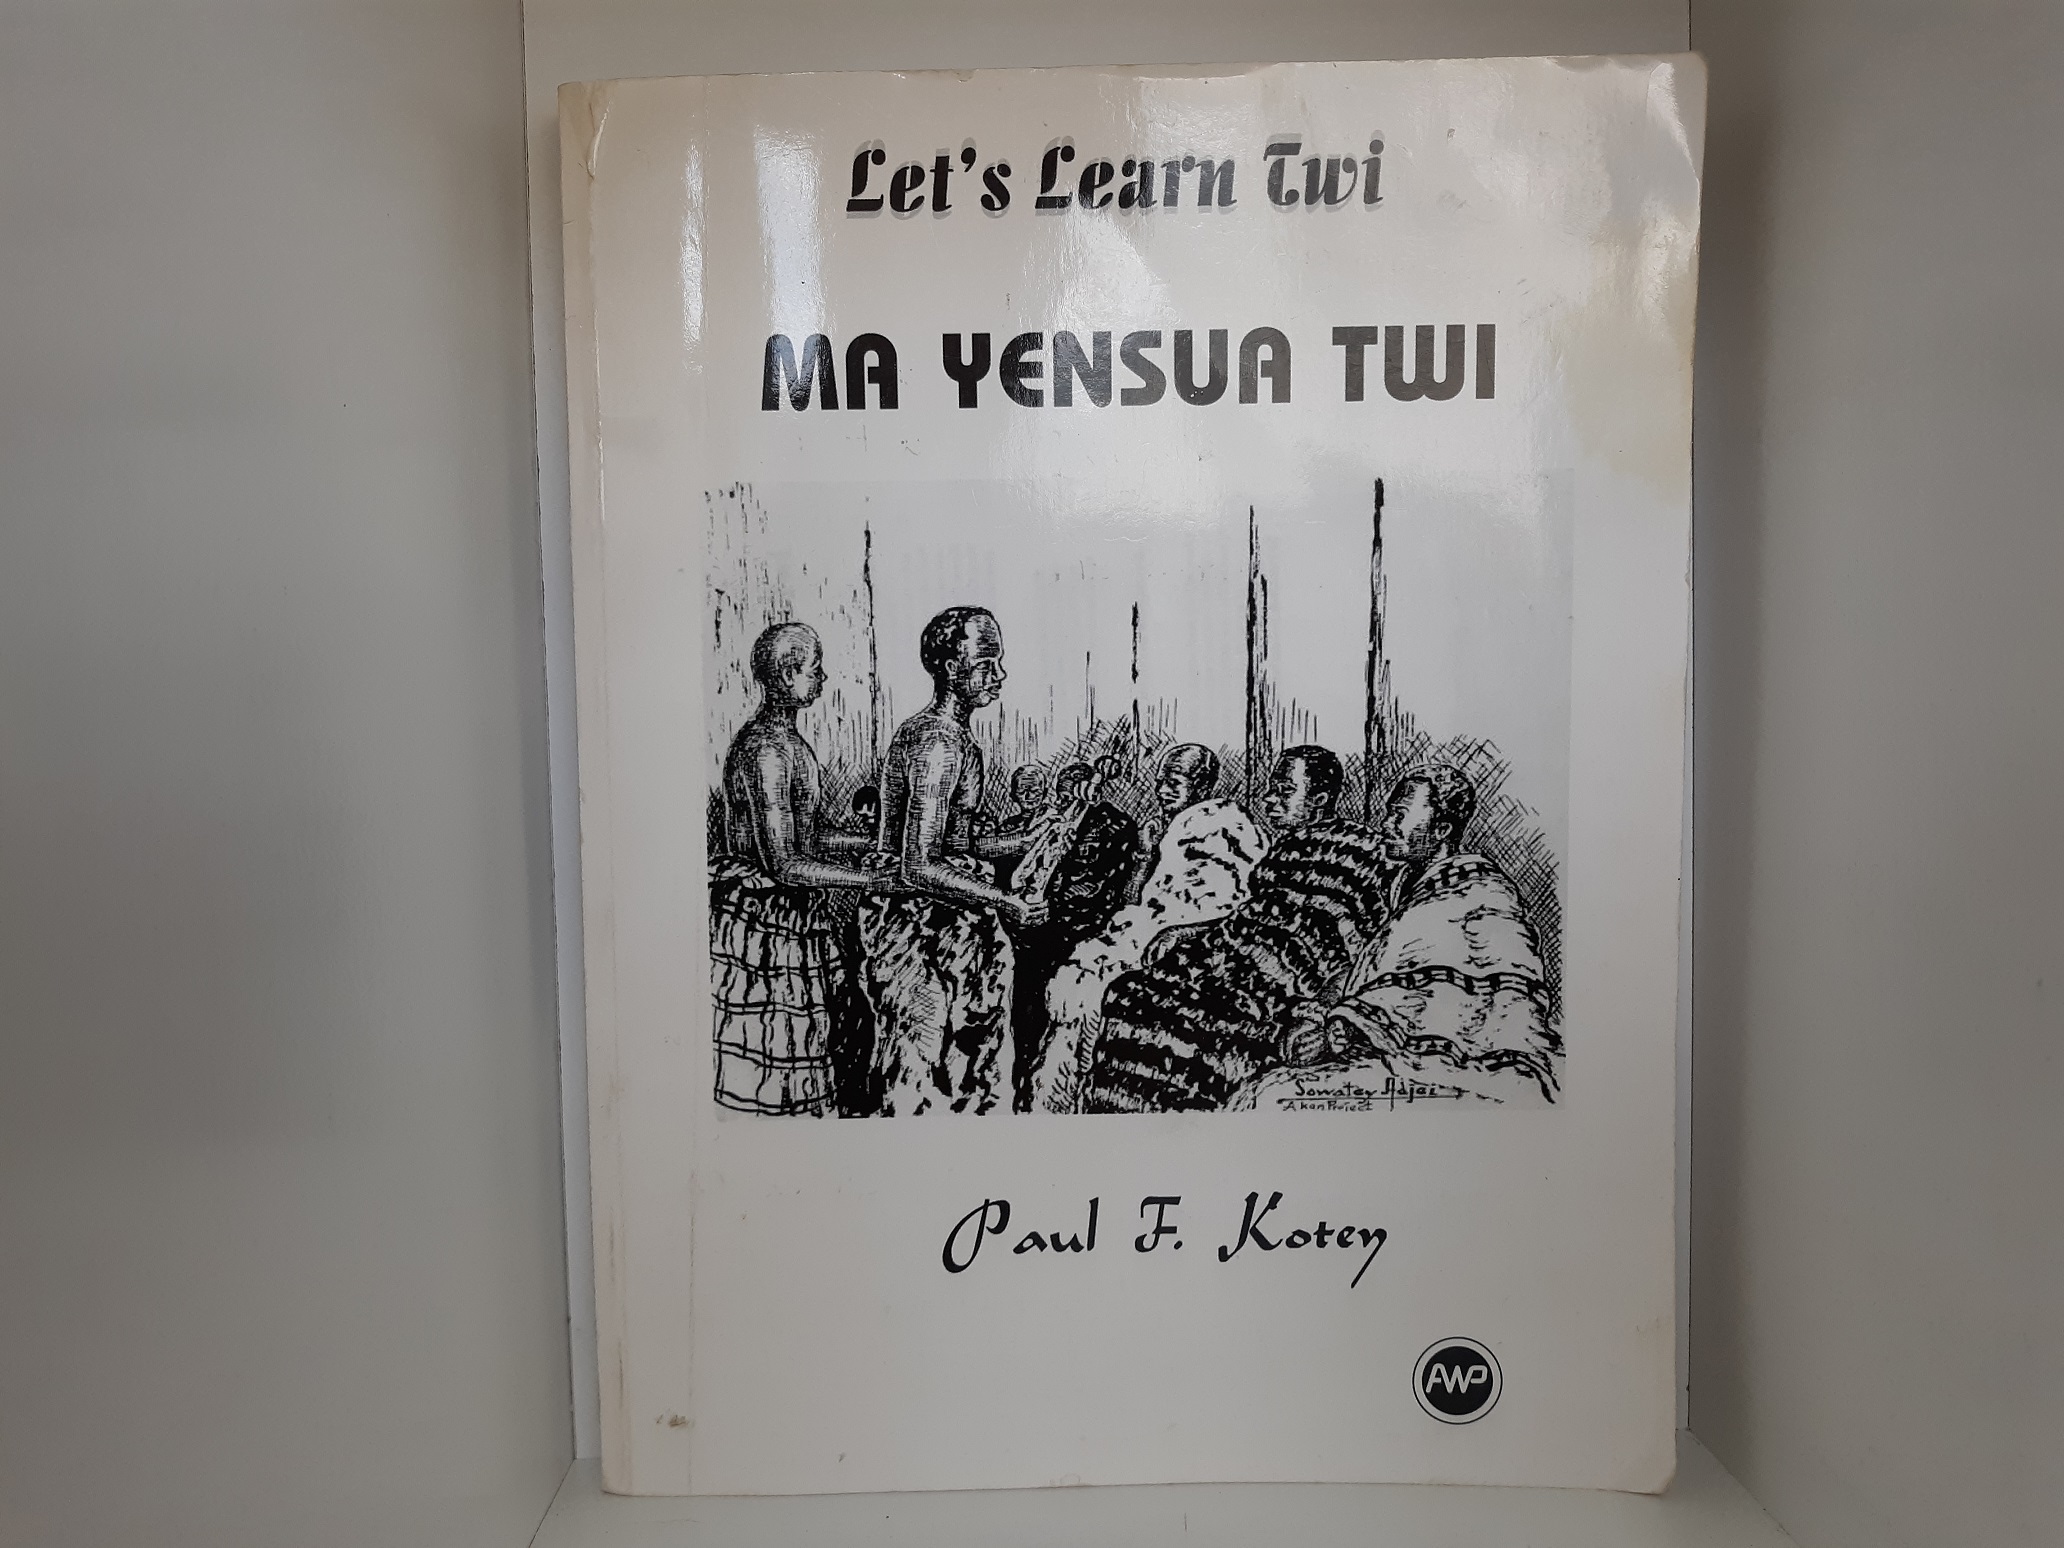 Let's Learn Twi
MA YENSUA TWI
Sowatey Adjei
Akan Project
Paul F. Kotey
AWP